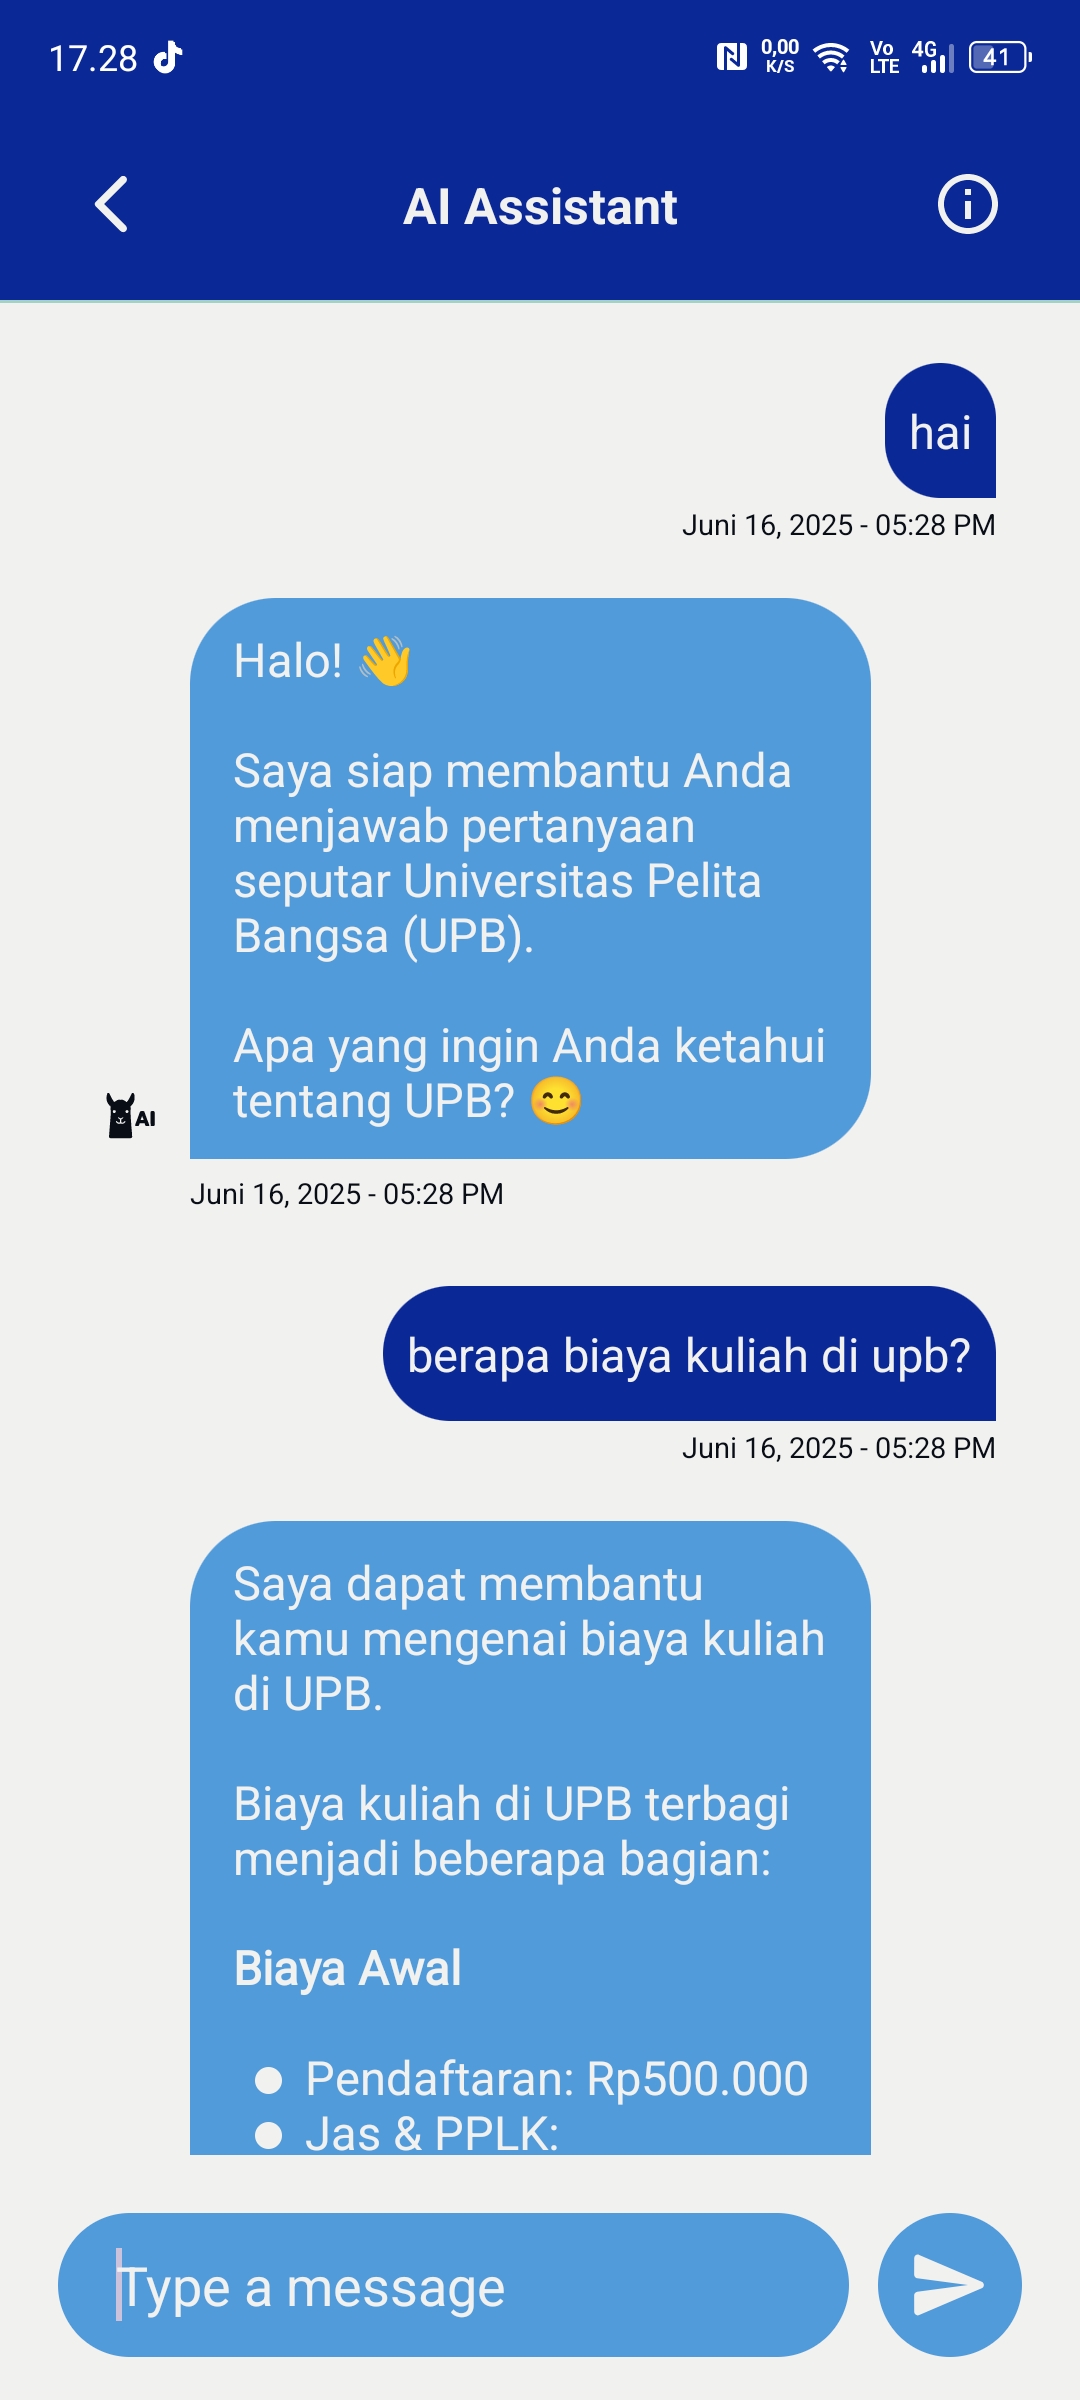 17.28
0,00 K/S
Vo LTE
4G
41
AI Assistant
hai
Juni 16, 2025 - 05:28 PM
Halo! 👋
Saya siap membantu Anda
menjawab pertanyaan
seputar Universitas Pelita
Bangsa (UPB).
Apa yang ingin Anda ketahui
tentang UPB? 😊
AI
Juni 16, 2025 - 05:28 PM
berapa biaya kuliah di upb?
Juni 16, 2025 - 05:28 PM
Saya dapat membantu
kamu mengenai biaya kuliah
di UPB.
Biaya kuliah di UPB terbagi
menjadi beberapa bagian:
Biaya Awal
● Pendaftaran: Rp500.000
● Jas & PPLK:
Type a message